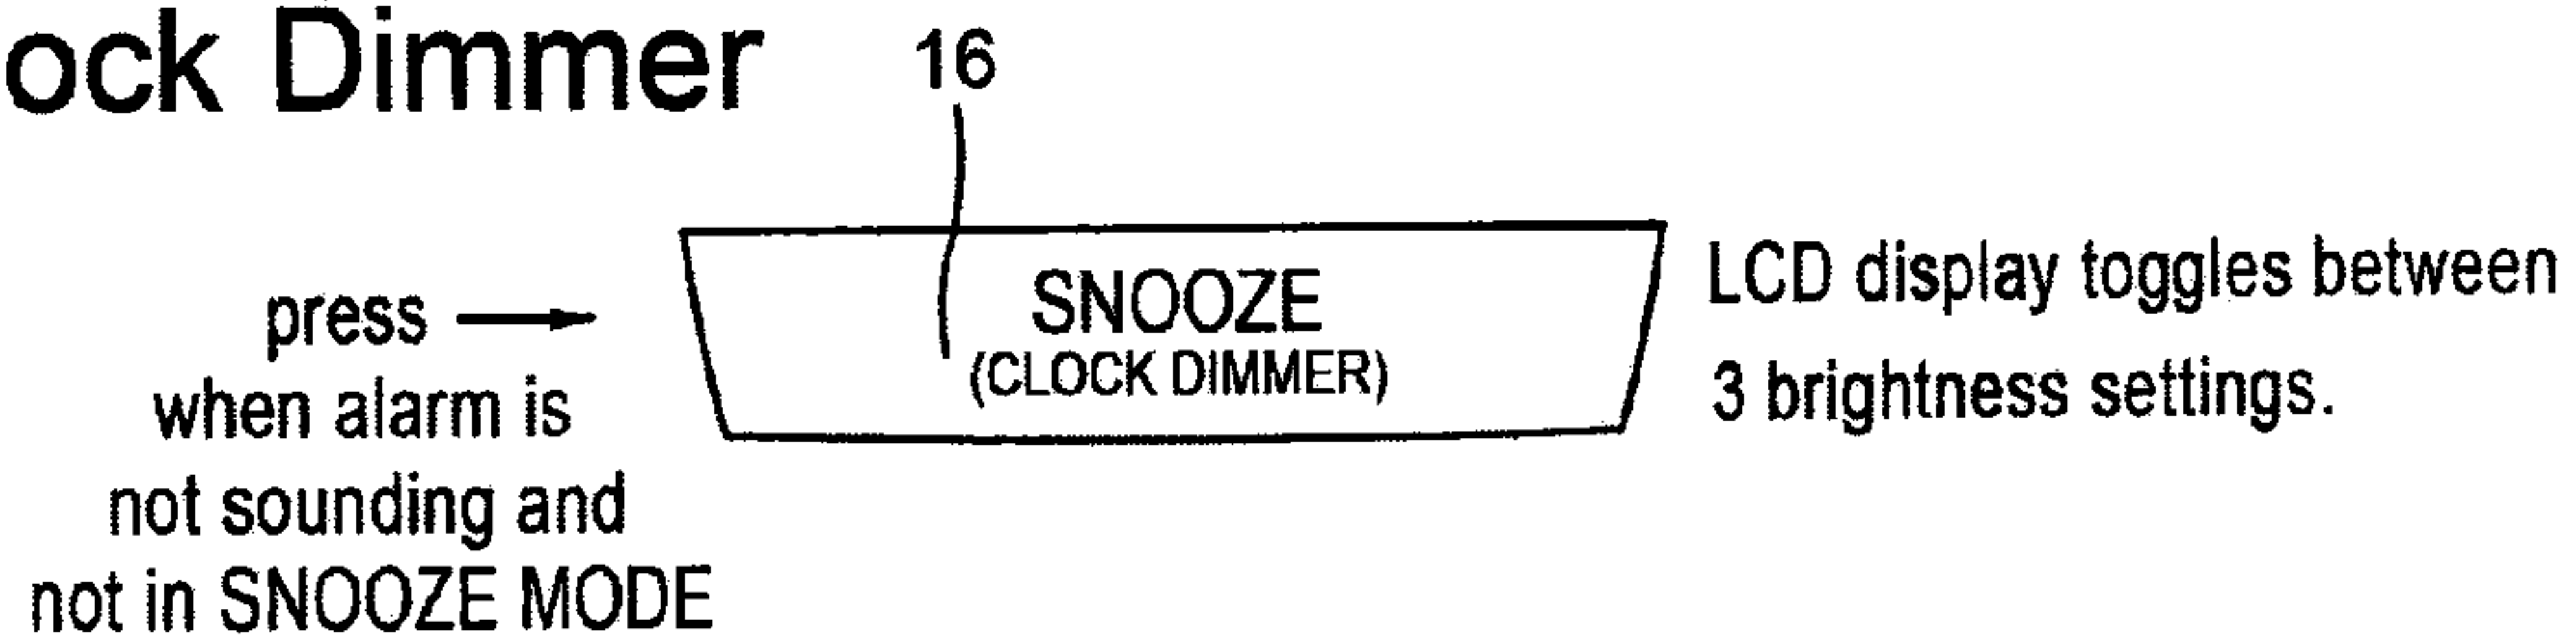 ock Dimmer
16
press
when alarm is
not sounding and
not in SNOOZE MODE
SNOOZE
(CLOCK DIMMER)
LCD display toggles between
3 brightness settings.